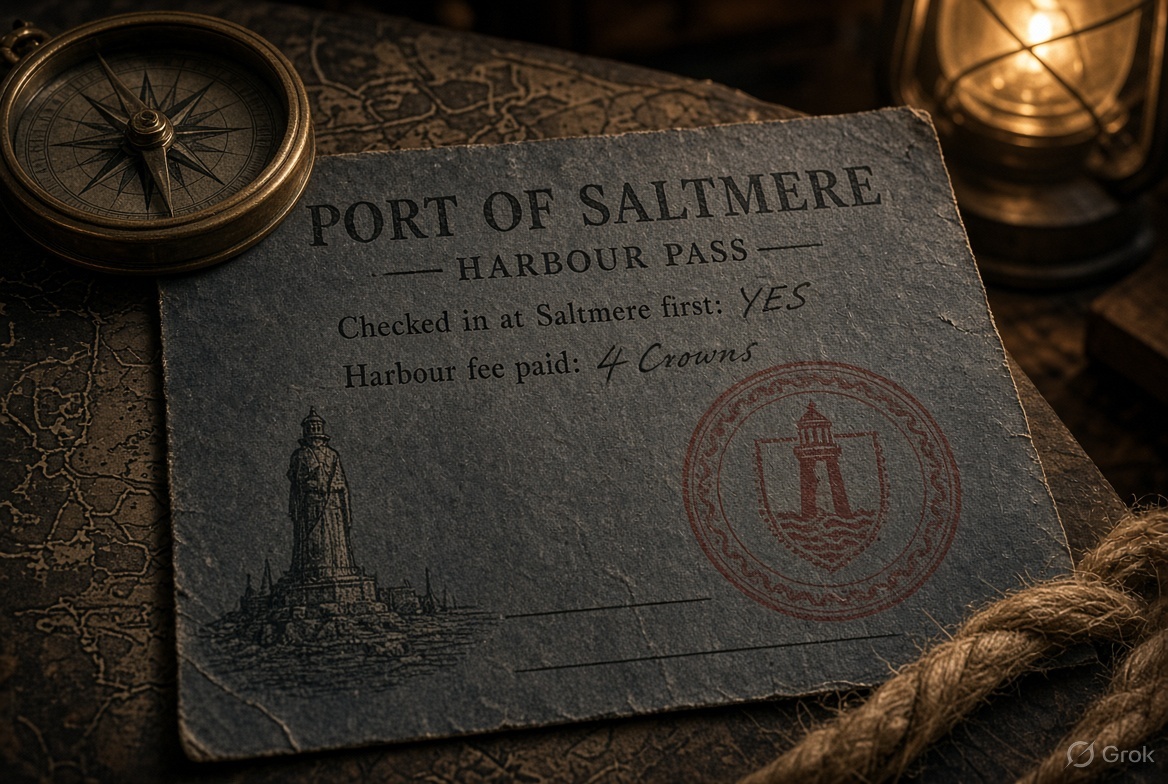 PORT OF SALTMERE
HARBOUR PASS
Checked in at Saltmere first: YES
Harbour fee paid: 4 Crowns
Grok